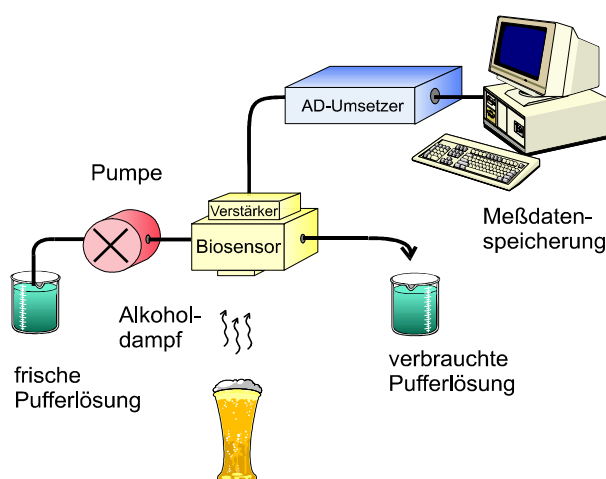 AD-Umsetzer
Pumpe
Verstärker
Biosensor
Meßdaten-
speicherung
Alkohol-
dampf
frische
Pufferlösung
verbrauchte
Pufferlösung